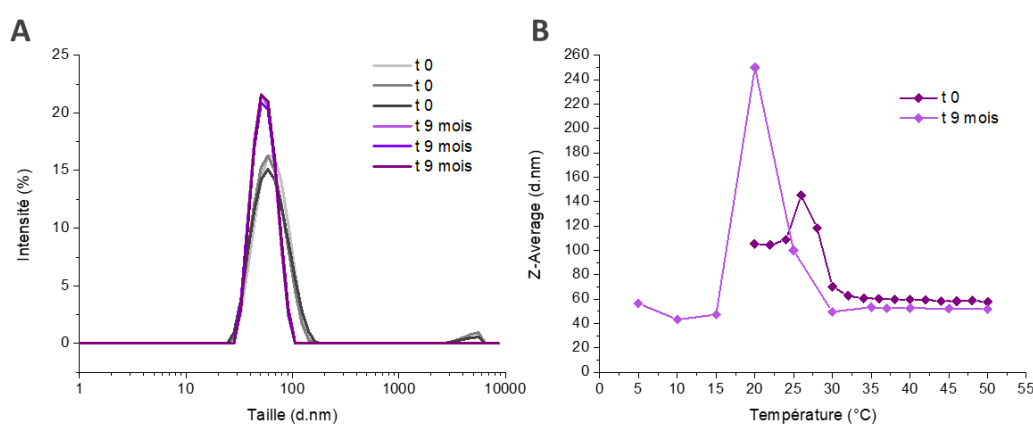 A
25
20
15
10
5
0
Intensité (%)
1
10
100
1000
10000
Taille (d.nm)
t 0
t 0
t 0
t 9 mois
t 9 mois
t 9 mois
B
260
240
220
200
180
160
140
120
100
80
60
40
20
0
Z-Average (d.nm)
0
5
10
15
20
25
30
35
40
45
50
55
Température (°C)
t 0
t 9 mois